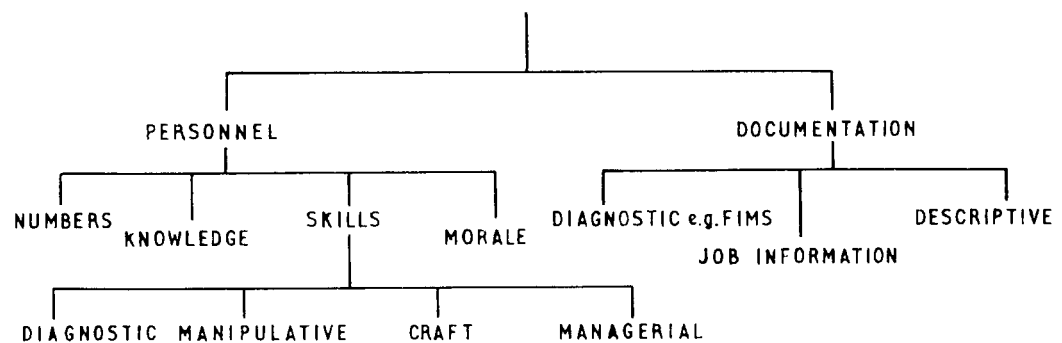 PERSONNEL DOCUMENTATION
NUMBERS KNOWLEDGE SKILLS MORALE DIAGNOSTIC e.g. FIMS JOB INFORMATION DESCRIPTIVE
DIAGNOSTIC MANIPULATIVE CRAFT MANAGERIAL